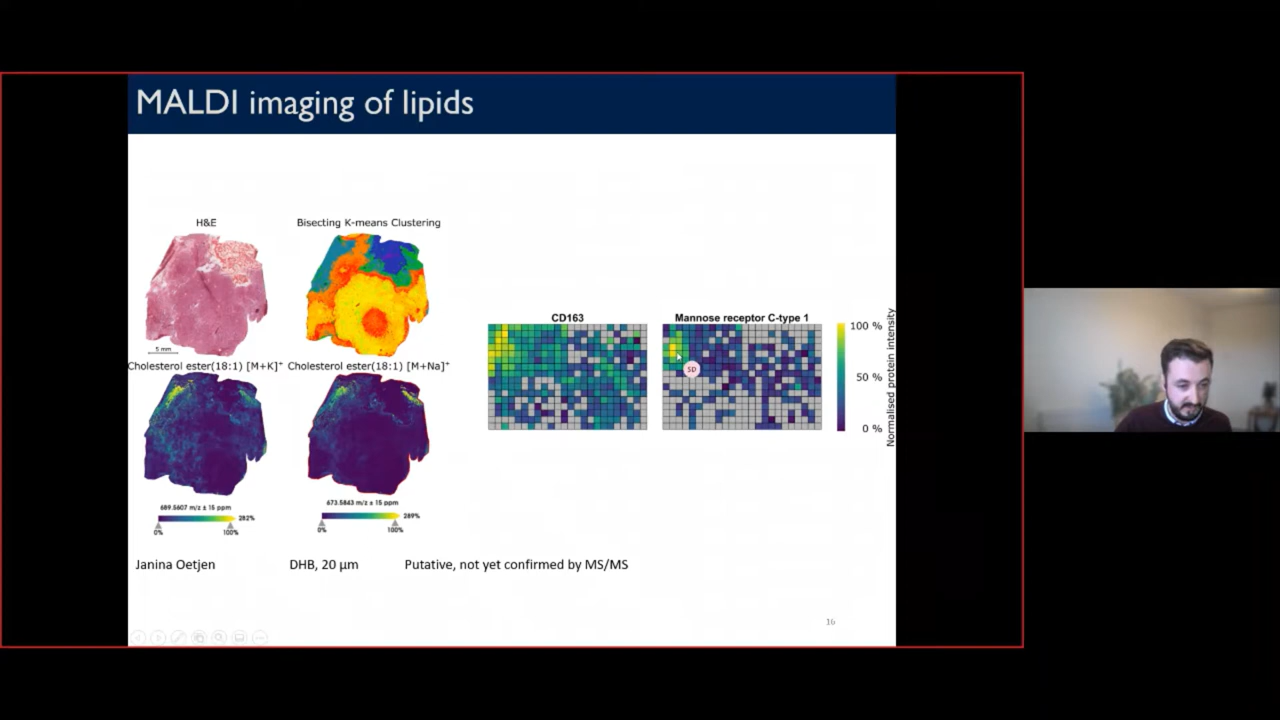 MALDI imaging of lipids
H&E
Bisecting K-means Clustering
5 mm
Cholesterol ester(18:1) [M+K]⁺
Cholesterol ester(18:1) [M+Na]⁺
689.5607 m/z ± 15 ppm
282%
0%
100%
673.5843 m/z ± 15 ppm
289%
0%
100%
CD163
Mannose receptor C-type 1
SD
100 %
50 %
0 %
Normalised protein intensity
Janina Oetjen
DHB, 20 µm
Putative, not yet confirmed by MS/MS
16